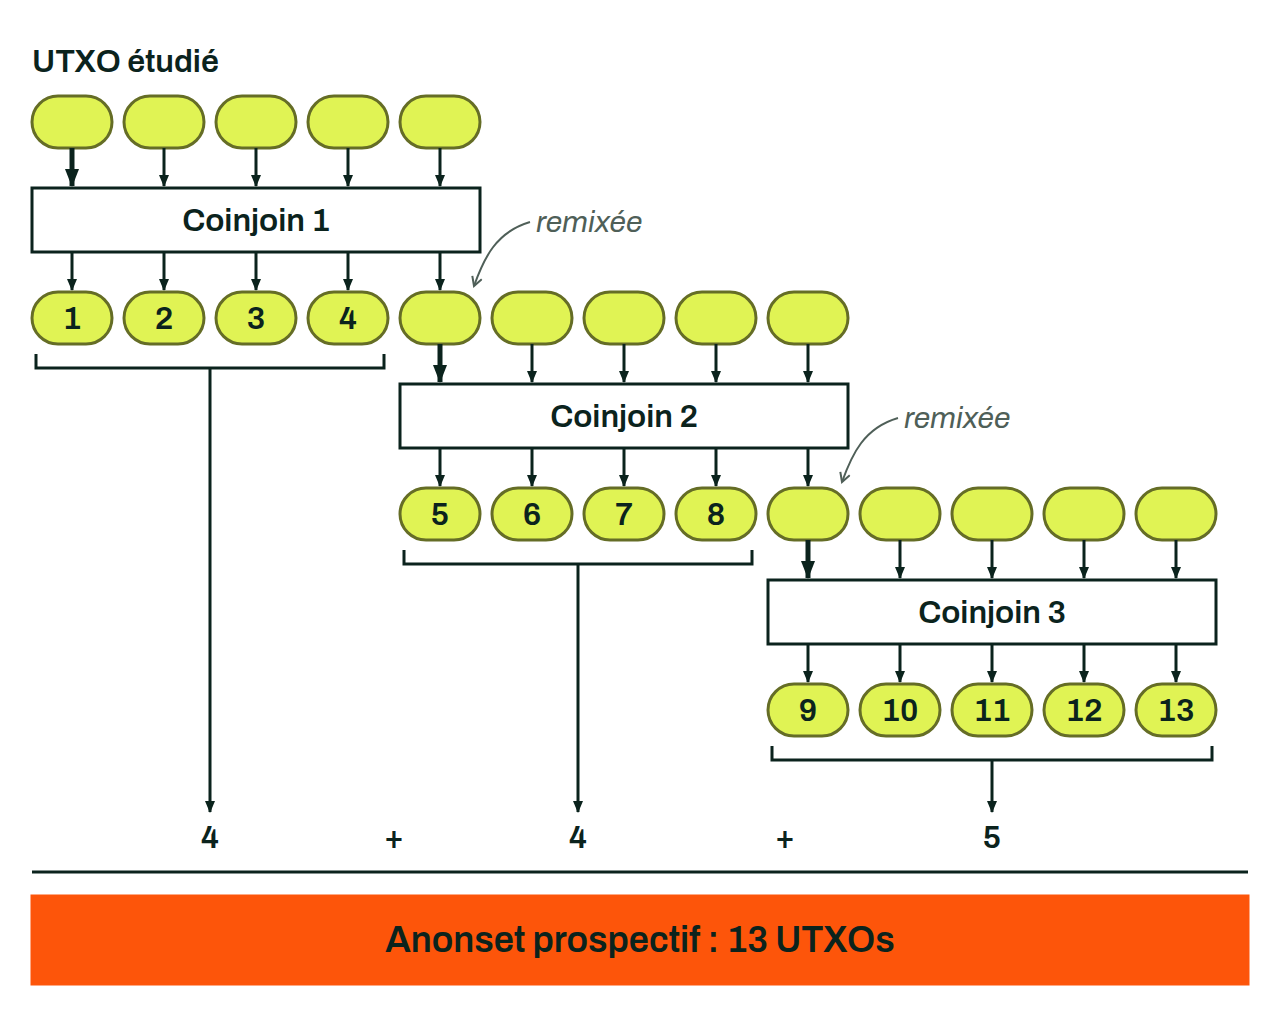 UTXO étudié
Coinjoin 1
remixée
1 2 3 4
Coinjoin 2
remixée
5 6 7 8
Coinjoin 3
9 10 11 12 13
4 + 4 + 5
Anonset prospectif : 13 UTXOs